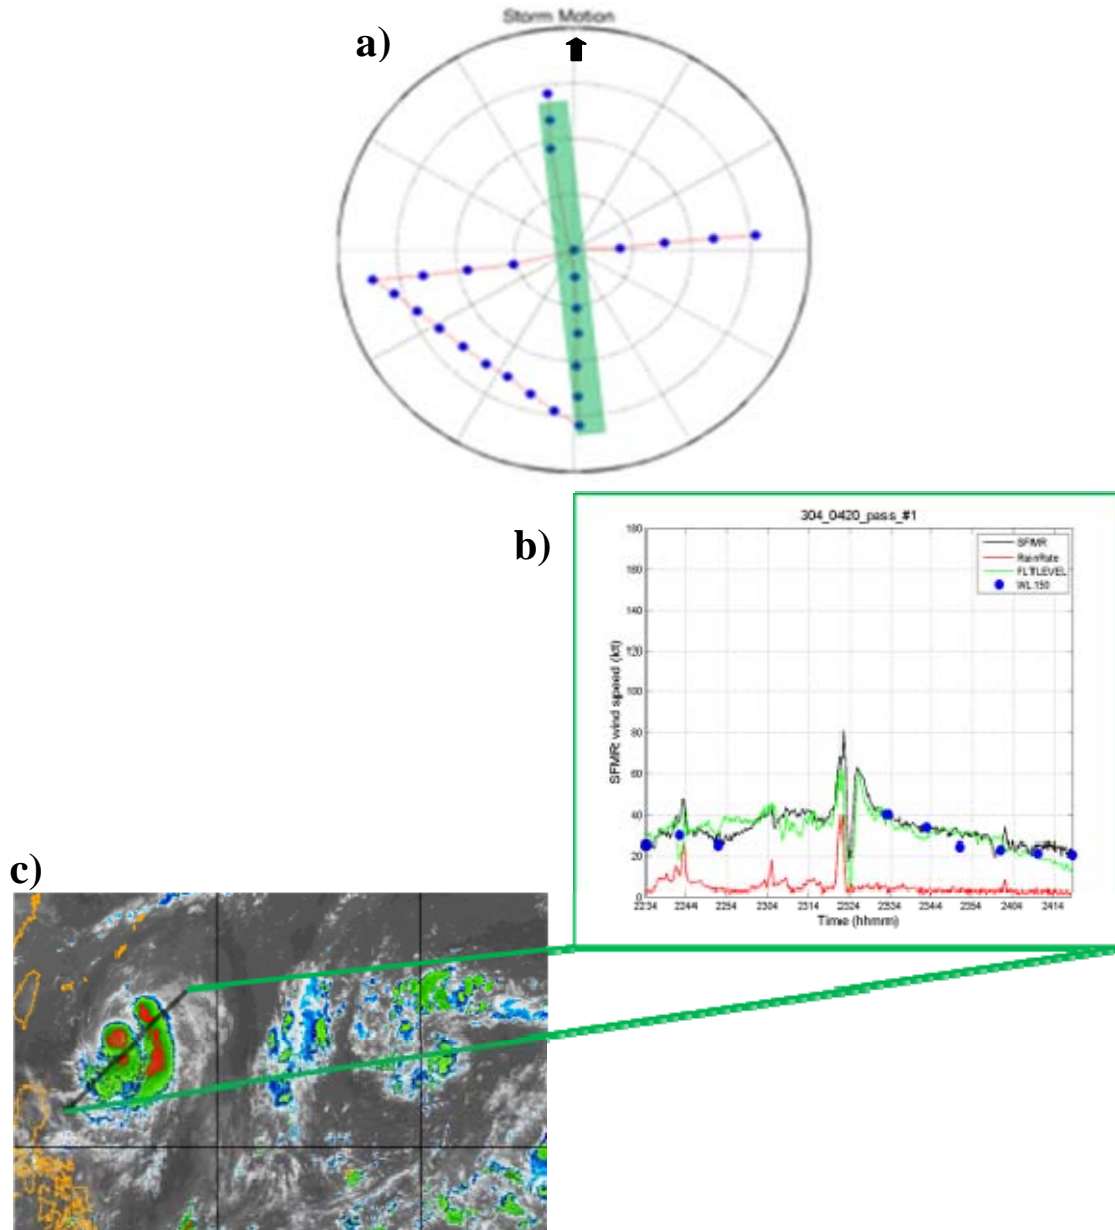 Storm Motion
a)
b)
304_0420_pass_#1
SFMR
RainRate
FLTLEVEL
WL150
180
160
140
120
100
80
60
40
20
0
SFMR wind speed (kt)
2234 2244 2254 2304 2314 2324 2334 2344 2354 2404 2414
Time (hhmm)
c)